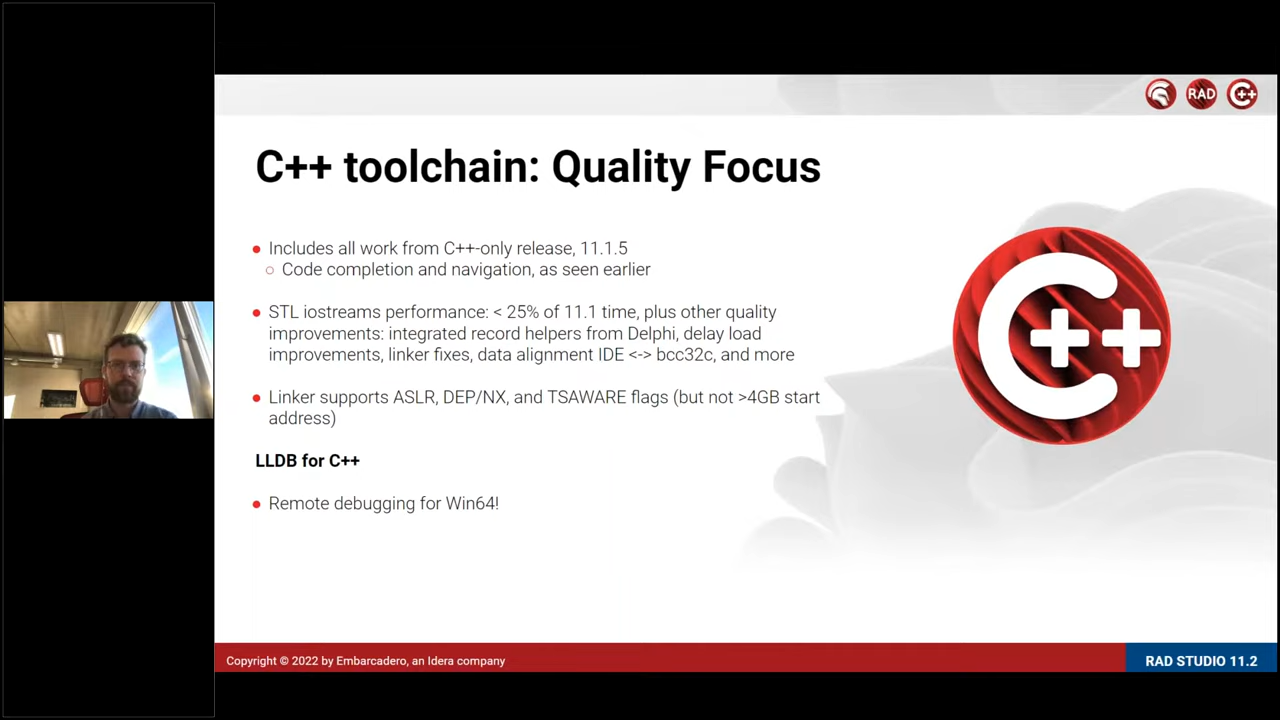 RAD
C++
C++ toolchain: Quality Focus
Includes all work from C++-only release, 11.1.5
Code completion and navigation, as seen earlier
STL iostreams performance: < 25% of 11.1 time, plus other quality
improvements: integrated record helpers from Delphi, delay load
improvements, linker fixes, data alignment IDE <-> bcc32c, and more
C++
Linker supports ASLR, DEP/NX, and TSAWARE flags (but not >4GB start
address)
LLDB for C++
Remote debugging for Win64!
Copyright © 2022 by Embarcadero, an Idera company
RAD STUDIO 11.2